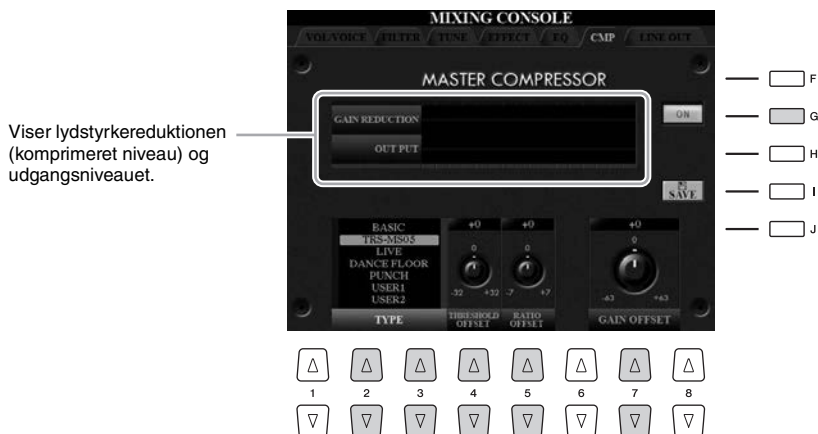 MIXING CONSOLE
VOL/VOICE FILTER TUNE EFFECT EQ CMP LINE OUT
MASTER COMPRESSOR
Viser lydstyrkereduktionen
(komprimeret niveau) og
udgangsniveauet.
GAIN REDUCTION
OUT PUT
ON
SAVE
F
G
H
I
J
BASIC
TRS-MS05
LIVE
DANCE FLOOR
PUNCH
USER1
USER2
TYPE
+0
0
-32 +32
THRESHOLD
OFFSET
+0
0
-7 +7
RATIO
OFFSET
+0
0
-63 +63
GAIN OFFSET
1 2 3 4 5 6 7 8